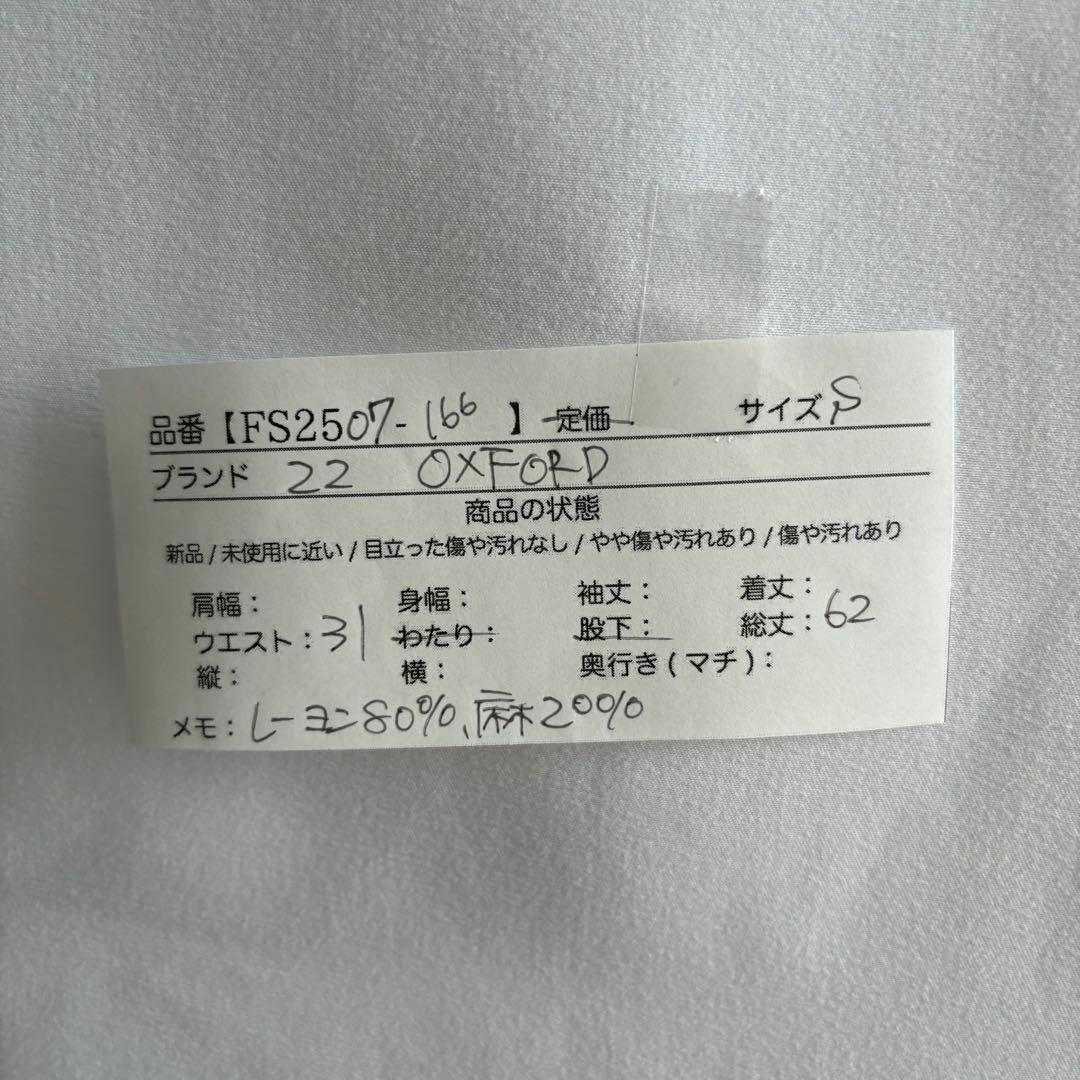 品番【FS2507-166】定価 サイズ S
ブランド 22 OXFORD
商品の状態
新品/未使用に近い/目立った傷や汚れなし/やや傷や汚れあり/傷や汚れあり
肩幅: 身幅: 袖丈: 着丈:
ウエスト:31 わたり: 股下: 総丈:62
縦: 横: 奥行き(マチ):
メモ:レーヨン80%、麻20%